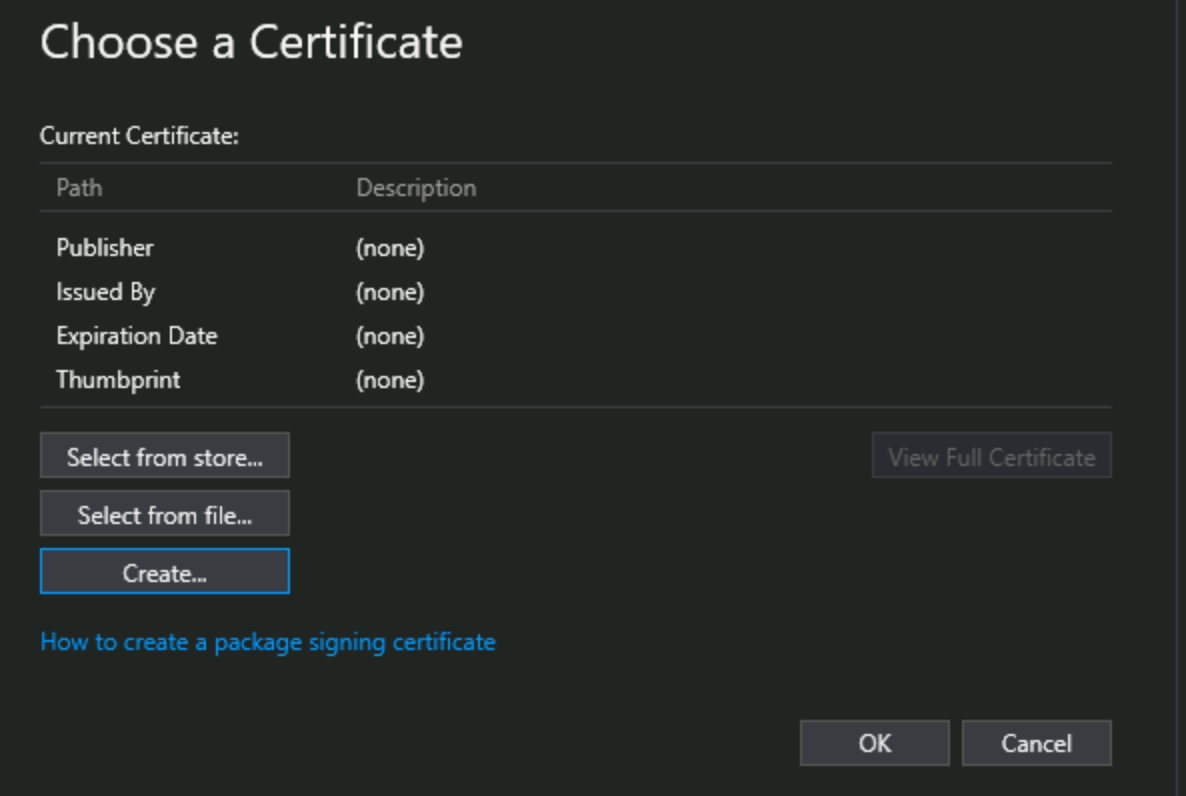 Choose a Certificate
Current Certificate:
Path Description
Publisher (none)
Issued By (none)
Expiration Date (none)
Thumbprint (none)
Select from store... View Full Certificate
Select from file...
Create...
How to create a package signing certificate
OK Cancel